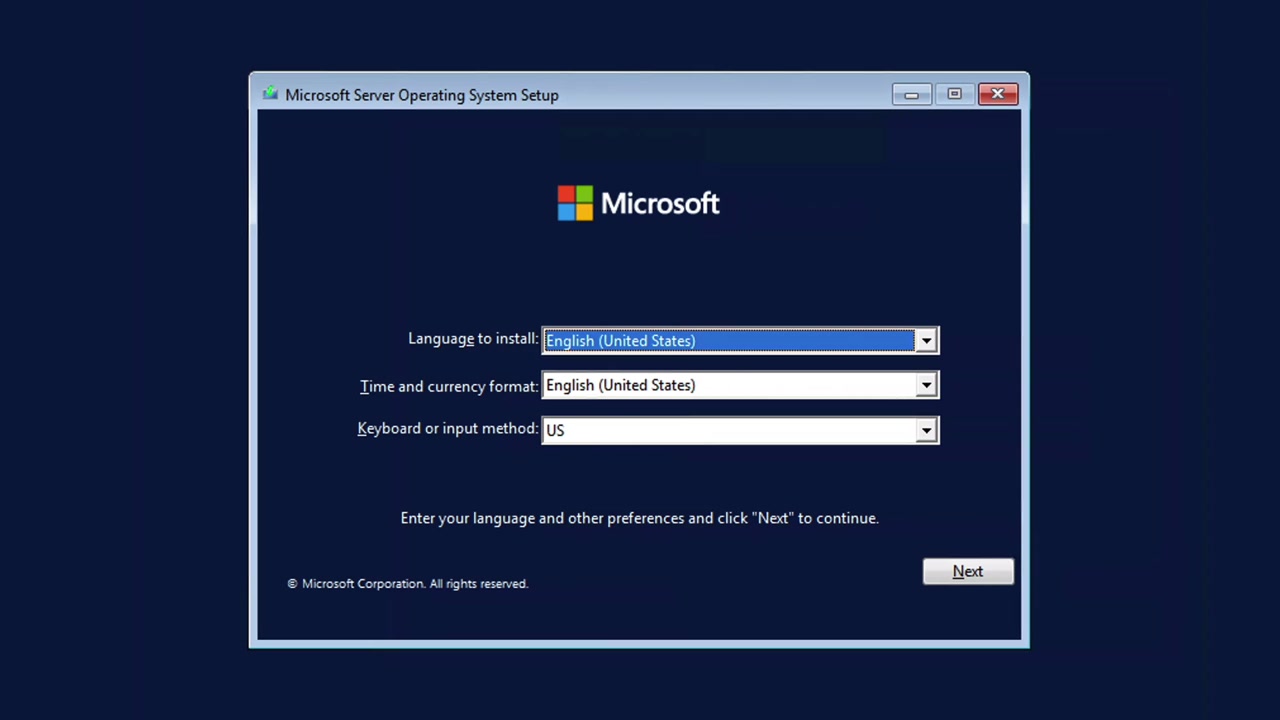 Microsoft Server Operating System Setup
Microsoft
Language to install: English (United States)
Time and currency format: English (United States)
Keyboard or input method: US
Enter your language and other preferences and click "Next" to continue.
Next
© Microsoft Corporation. All rights reserved.